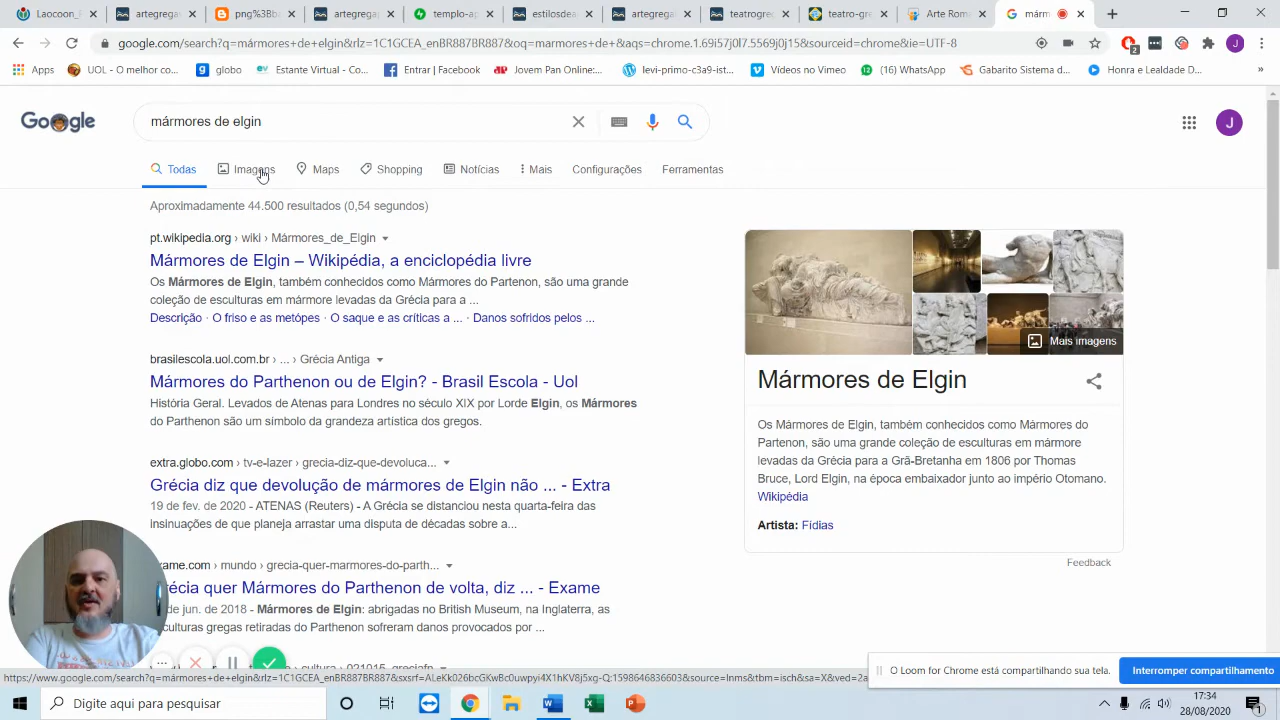 Laocoon_F
artegrega
png%3b
artegrega
templo-ap
estilosdea
artegregal
teatrogreg
teatro-gre
Arte Roma
márm
google.com/search?q=mármores+de+elgin&rlz=1C1GCEA_enBR887BR887&oq=mármores+de+&aqs=chrome.1.69i57j0l7.5569j0j15&sourceid=chrome&ie=UTF-8
2
J
Apps
UOL - O melhor co...
globo
Estante Virtual - Co...
Entrar | Facebook
Jovem Pan Online...
levi-primo-c3a9-ist...
Vídeos no Vimeo
(16) WhatsApp
Gabarito Sistema d...
Honra e Lealdade D...
»
Google
mármores de elgin
J
Todas
Imagens
Maps
Shopping
Notícias
Mais
Configurações
Ferramentas
Aproximadamente 44.500 resultados (0,54 segundos)
pt.wikipedia.org › wiki › Mármores_de_Elgin
Mármores de Elgin – Wikipédia, a enciclopédia livre
Os Mármores de Elgin, também conhecidos como Mármores do Partenon, são uma grande
coleção de esculturas em mármore levadas da Grécia para a ...
Descrição · O friso e as metópes · O saque e as críticas a ... · Danos sofridos pelos ...
brasilescola.uol.com.br › ... › Grécia Antiga
Mármores do Parthenon ou de Elgin? - Brasil Escola - Uol
História Geral. Levados de Atenas para Londres no século XIX por Lorde Elgin, os Mármores
do Parthenon são um símbolo da grandeza artística dos gregos.
extra.globo.com › tv-e-lazer › grecia-diz-que-devoluca...
Grécia diz que devolução de mármores de Elgin não ... - Extra
19 de fev. de 2020 - ATENAS (Reuters) - A Grécia se distanciou nesta quarta-feira das
insinuações de que planeja arrastar uma disputa de décadas sobre a...
xame.com › mundo › grecia-quer-marmores-do-parth...
récia quer Mármores do Parthenon de volta, diz ... - Exame
de jun. de 2018 - Mármores de Elgin: abrigadas no British Museum, na Inglaterra, as
culturas gregas retiradas do Parthenon sofreram danos provocados por ...
Mais imagens
Mármores de Elgin
Os Mármores de Elgin, também conhecidos como Mármores do
Partenon, são uma grande coleção de esculturas em mármore
levadas da Grécia para a Grã-Bretanha em 1806 por Thomas
Bruce, Lord Elgin, na época embaixador junto ao império Otomano.
Wikipédia
Artista: Fídias
Feedback
O Loom for Chrome está compartilhando sua tela.
Interromper compartilhamento
Digite aqui para pesquisar
17:34
28/08/2020
1